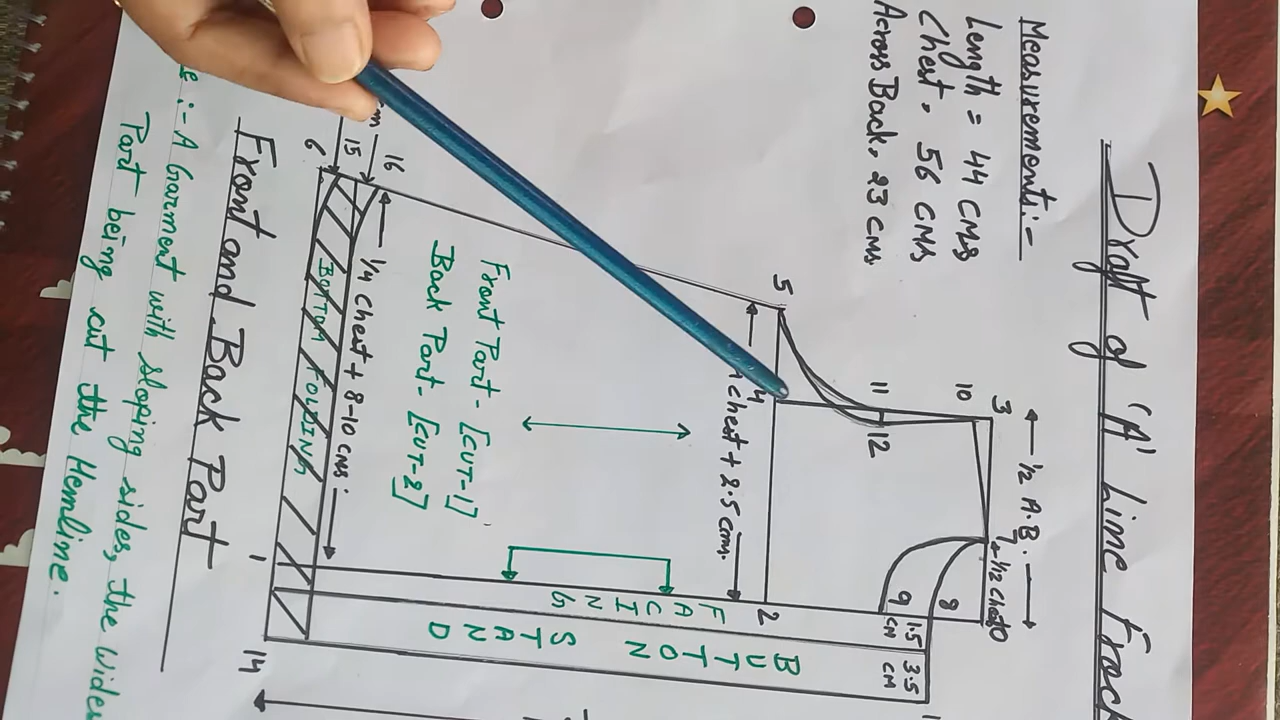 Draft of 'A' Line Frock
Measurements:-
Length = 44 cms
Chest = 56 cms
Across Back = 23 cms
1/2 A.B.
1/12 Chest
3
0
10
8
9
1.5 CM
3.5 CM
11
12
5
4
1/4 chest + 2.5 cms.
2
FACING
BUTTON STAND
Front Part - [CUT-1]
Back Part - [CUT-2]
1/4 chest + 8-10 cms.
16
15
6
BOTTOM FOLDING
1
14
Front and Back Part
:- A Garment with sloping sides, the widest
Part being at the Hemline.